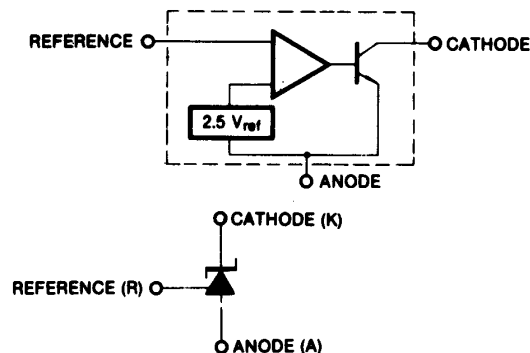 REFERENCE
CATHODE
2.5 Vref
ANODE
CATHODE (K)
REFERENCE (R)
ANODE (A)